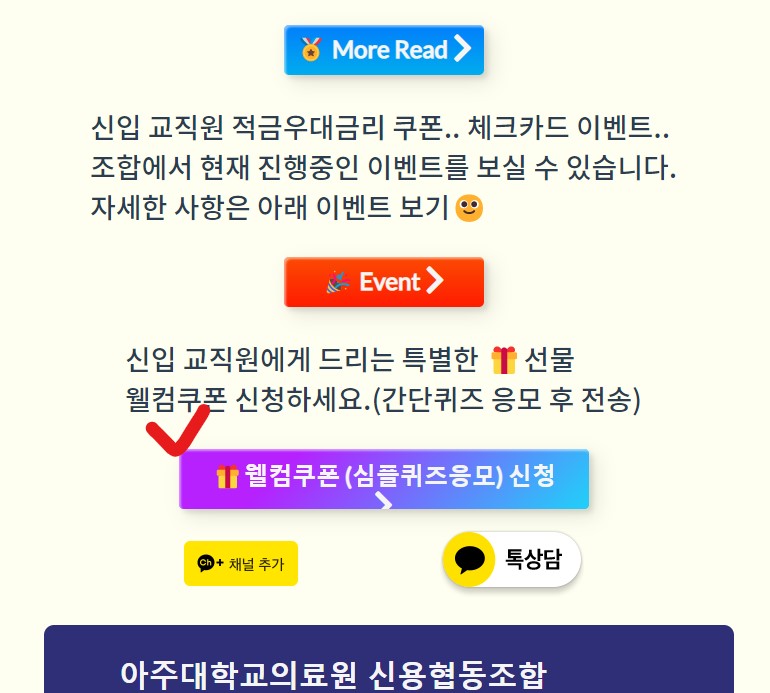 More Read
신입 교직원 적금우대금리 쿠폰.. 체크카드 이벤트..
조합에서 현재 진행중인 이벤트를 보실 수 있습니다.
자세한 사항은 아래 이벤트 보기
Event
신입 교직원에게 드리는 특별한 선물
웰컴쿠폰 신청하세요.(간단퀴즈 응모 후 전송)
웰컴쿠폰 (심플퀴즈응모) 신청
Ch+ 채널 추가
톡상담
아주대학교의료원 신용협동조합